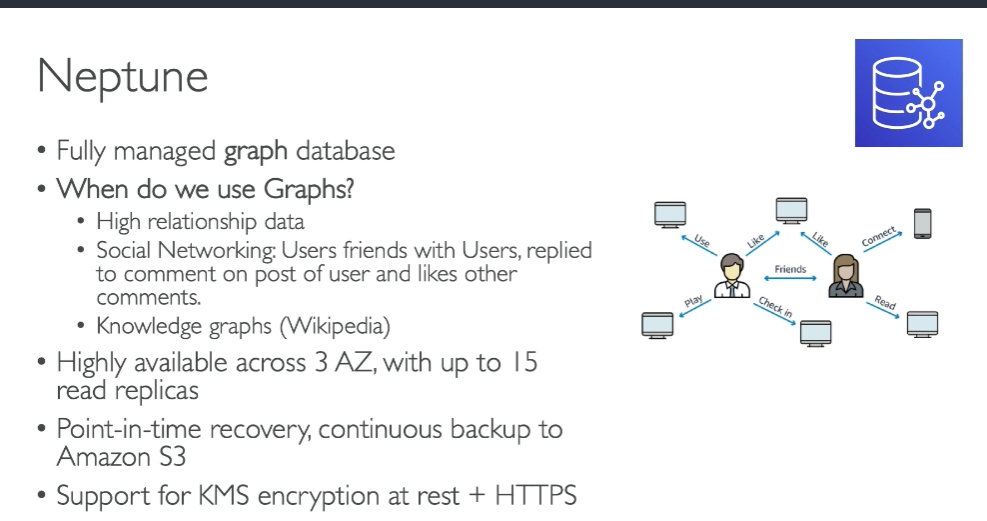 Neptune
• Fully managed graph database
• When do we use Graphs?
• High relationship data
• Social Networking: Users friends with Users, replied
to comment on post of user and likes other
comments.
• Knowledge graphs (Wikipedia)
• Highly available across 3 AZ, with up to 15
read replicas
• Point-in-time recovery, continuous backup to
Amazon S3
• Support for KMS encryption at rest + HTTPS
Use
Like
Like
Connect
Friends
Play
Check in
Read